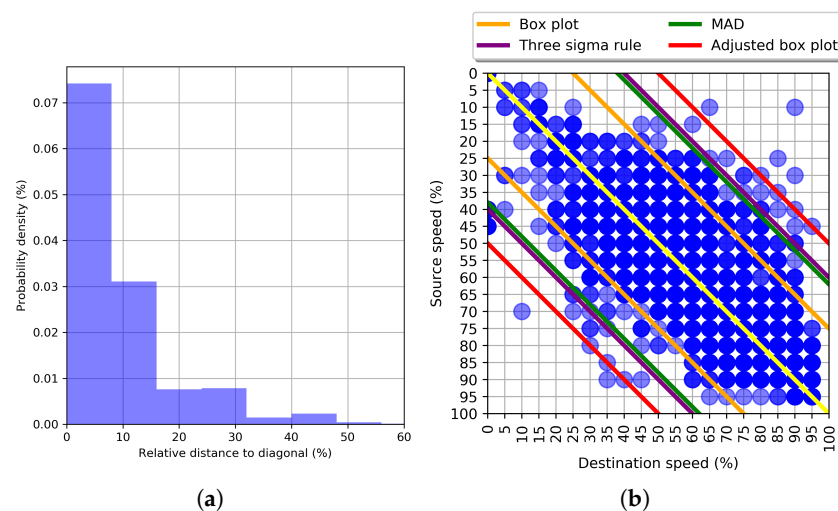 Box plot
MAD
Three sigma rule
Adjusted box plot
0.07
0.06
0.05
0.04
0.03
0.02
0.01
0.00
Probability density (%)
0 10 20 30 40 50 60
Relative distance to diagonal (%)
(a)
0
5
10
15
20
25
30
35
40
45
50
55
60
65
70
75
80
85
90
95
100
Source speed (%)
0 5 10 15 20 25 30 35 40 45 50 55 60 65 70 75 80 85 90 95 100
Destination speed (%)
(b)